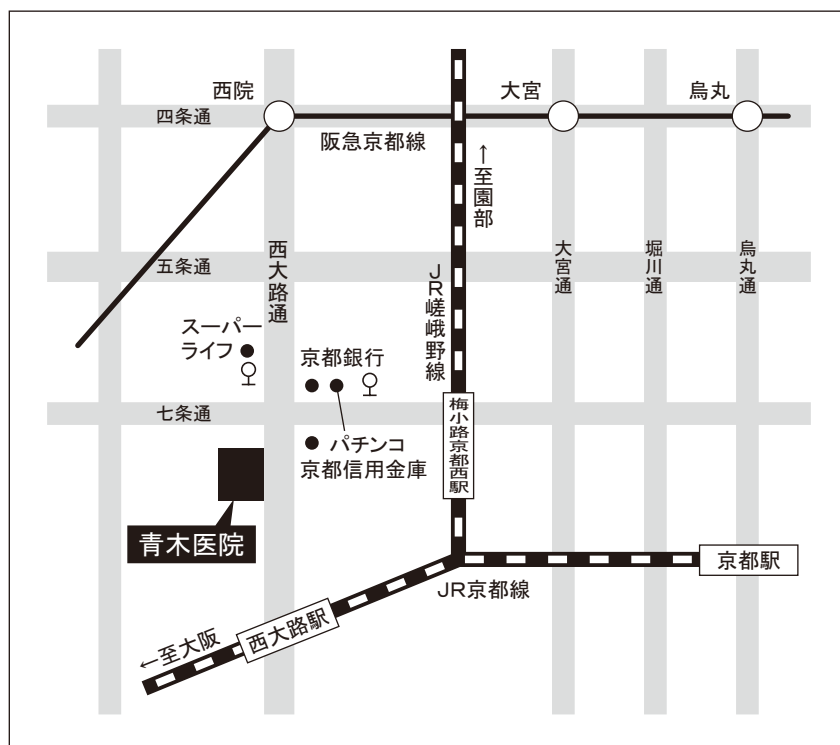 西院
大宮
烏丸
四条通
阪急京都線
↑至園部
五条通
西大路通
JR嵯峨野線
大宮通
堀川通
烏丸通
スーパー
ライフ
京都銀行
七条通
パチンコ
京都信用金庫
梅小路京都西駅
青木医院
京都駅
JR京都線
西大路駅
←至大阪